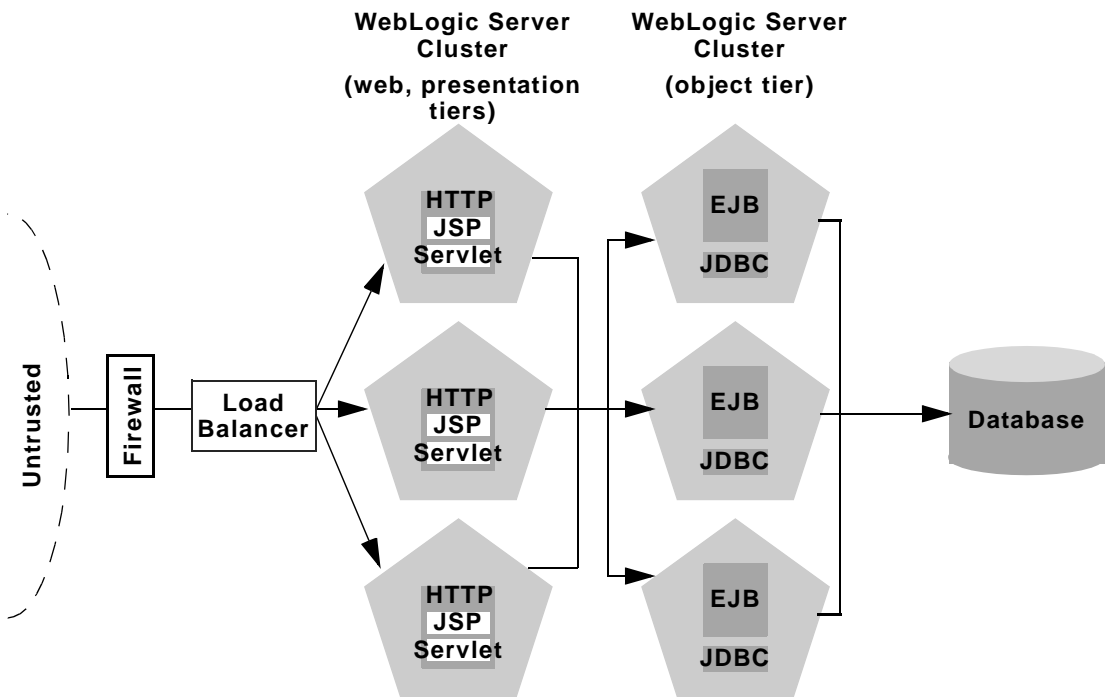 WebLogic Server
Cluster
(web, presentation
tiers)
WebLogic Server
Cluster
(object tier)
Untrusted
Firewall
Load
Balancer
HTTP
JSP
Servlet
HTTP
JSP
Servlet
HTTP
JSP
Servlet
EJB
JDBC
EJB
JDBC
EJB
JDBC
Database